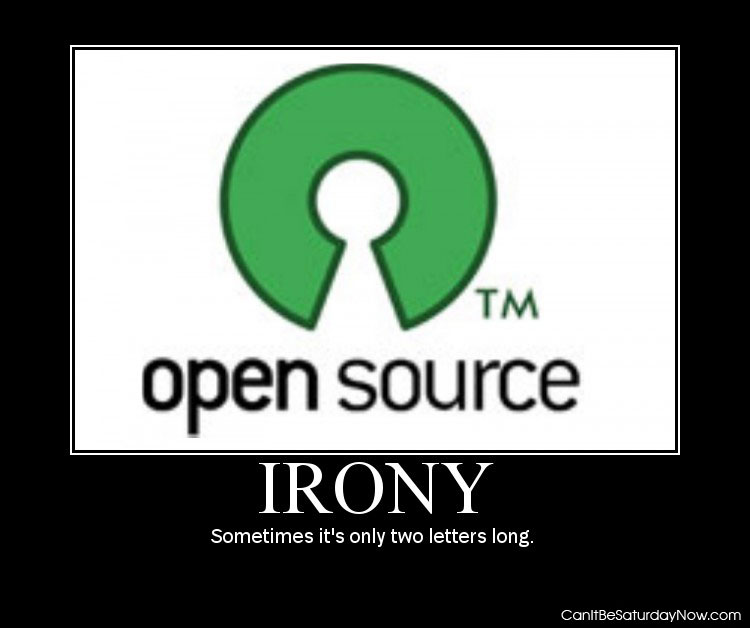 TM
open source
IRONY
Sometimes it's only two letters long.
CanItBeSaturdayNow.com